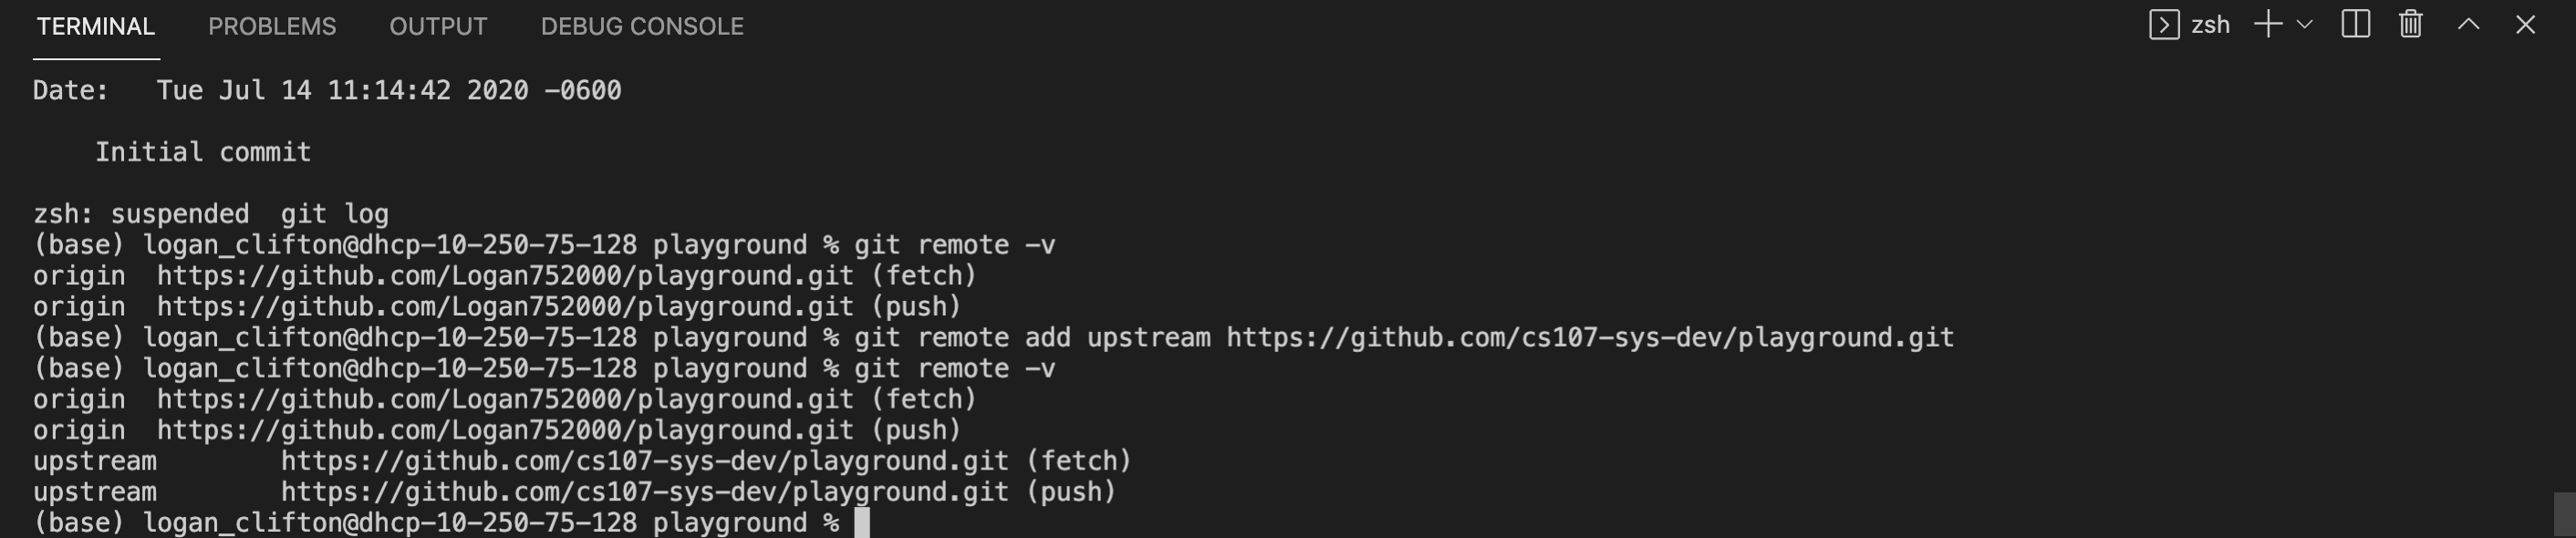 TERMINAL PROBLEMS OUTPUT DEBUG CONSOLE zsh
Date:   Tue Jul 14 11:14:42 2020 -0600
    Initial commit
zsh: suspended  git log
(base) logan_clifton@dhcp-10-250-75-128 playground % git remote -v
origin  https://github.com/Logan752000/playground.git (fetch)
origin  https://github.com/Logan752000/playground.git (push)
(base) logan_clifton@dhcp-10-250-75-128 playground % git remote add upstream https://github.com/cs107-sys-dev/playground.git
(base) logan_clifton@dhcp-10-250-75-128 playground % git remote -v
origin  https://github.com/Logan752000/playground.git (fetch)
origin  https://github.com/Logan752000/playground.git (push)
upstream        https://github.com/cs107-sys-dev/playground.git (fetch)
upstream        https://github.com/cs107-sys-dev/playground.git (push)
(base) logan_clifton@dhcp-10-250-75-128 playground %